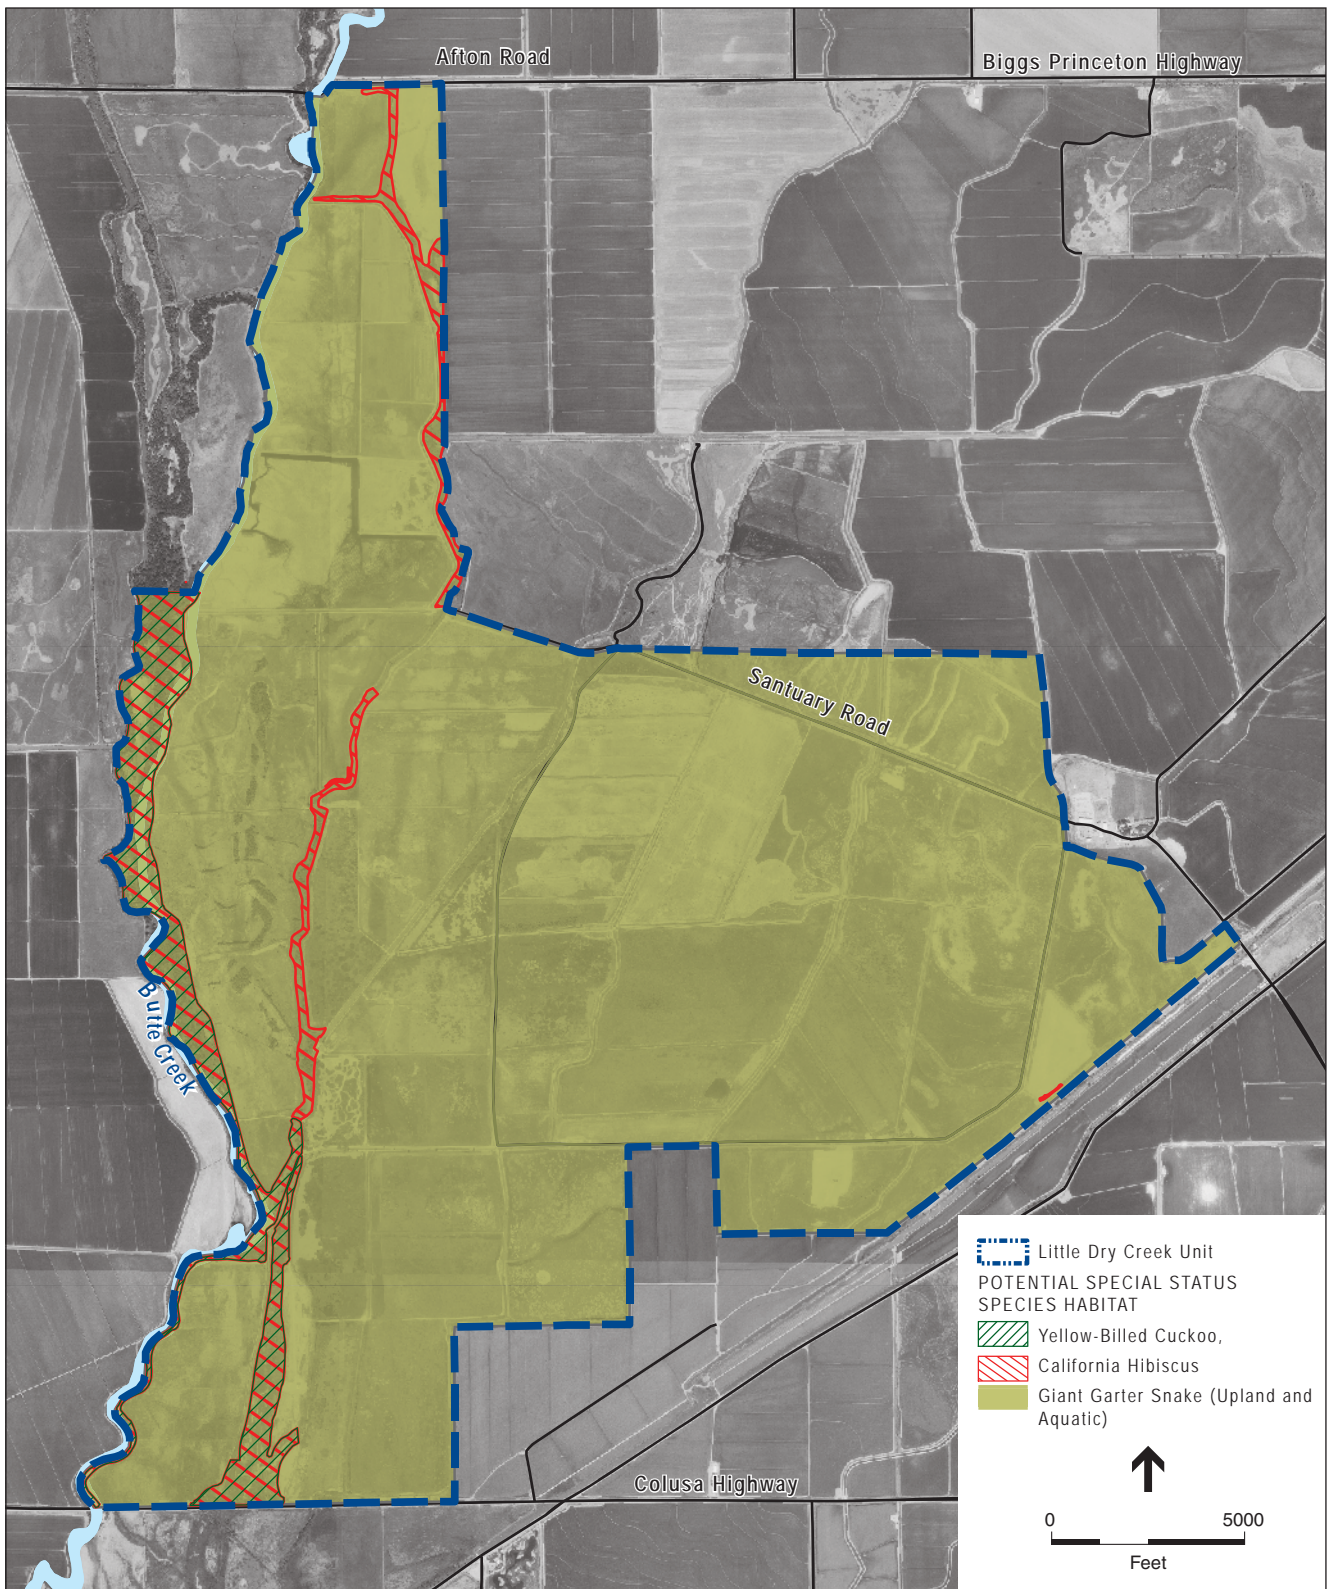 Afton Road
Biggs Princeton Highway
Santuary Road
Butte Creek
Little Dry Creek Unit
POTENTIAL SPECIAL STATUS
SPECIES HABITAT
Yellow-Billed Cuckoo,
California Hibiscus
Giant Garter Snake (Upland and
Aquatic)
Colusa Highway
0 5000
Feet